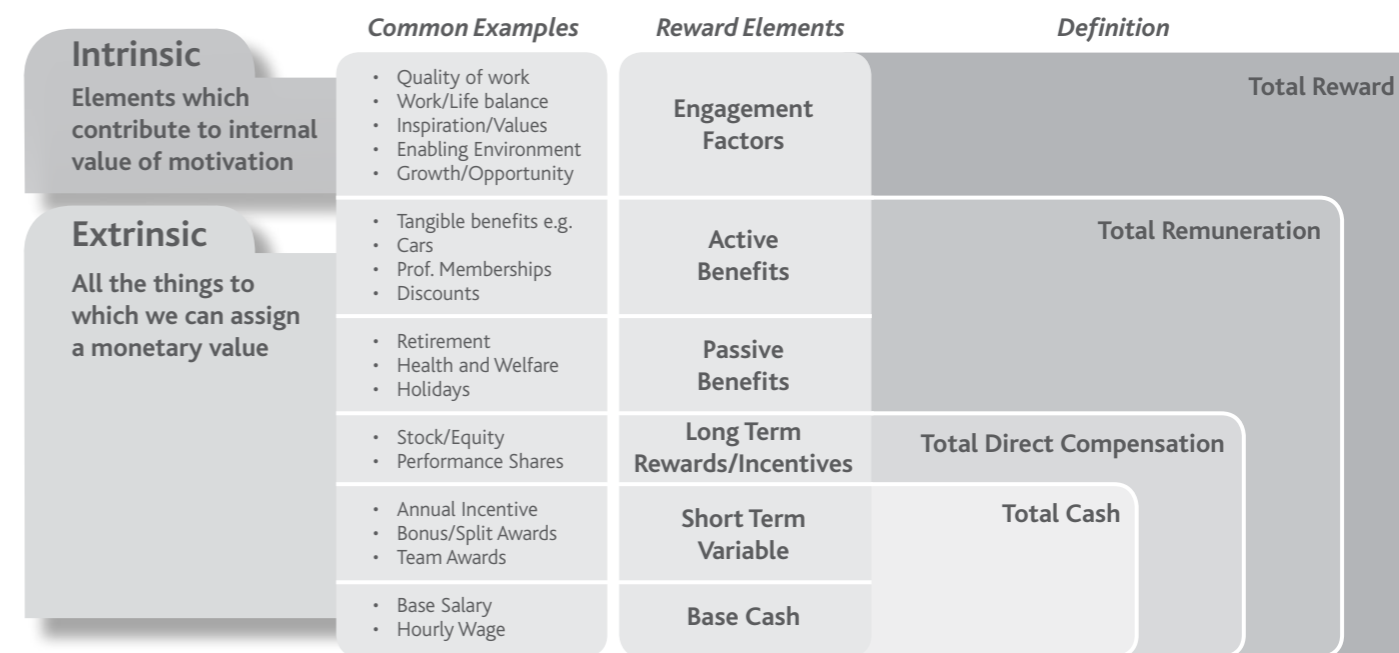 Common Examples
Reward Elements
Definition
Intrinsic
Elements which
contribute to internal
value of motivation
• Quality of work
• Work/Life balance
• Inspiration/Values
• Enabling Environment
• Growth/Opportunity
Engagement
Factors
Total Reward
Extrinsic
All the things to
which we can assign
a monetary value
• Tangible benefits e.g.
• Cars
• Prof. Memberships
• Discounts
Active
Benefits
Total Remuneration
• Retirement
• Health and Welfare
• Holidays
Passive
Benefits
• Stock/Equity
• Performance Shares
Long Term
Rewards/Incentives
Total Direct Compensation
• Annual Incentive
• Bonus/Split Awards
• Team Awards
Short Term
Variable
Total Cash
• Base Salary
• Hourly Wage
Base Cash